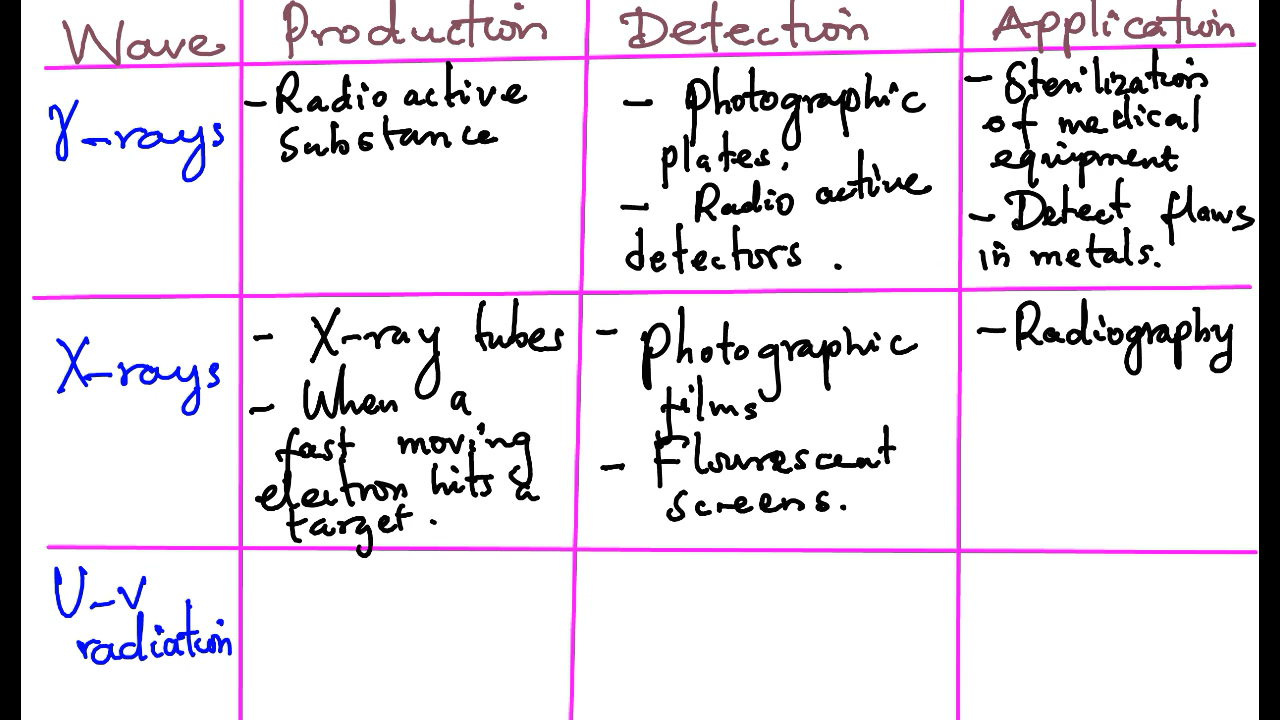 Wave Production Detection Application
γ-rays
- Radio active
substance
- Photographic
plates.
- Radio active
detectors.
- Sterilization
of medical
equipment
- Detect flaws
in metals.
X-rays
- X-ray tubes
- When a
fast moving
electron hits a
target.
- Photographic
films
- Flourescent
screens.
- Radiography
U-v
radiation